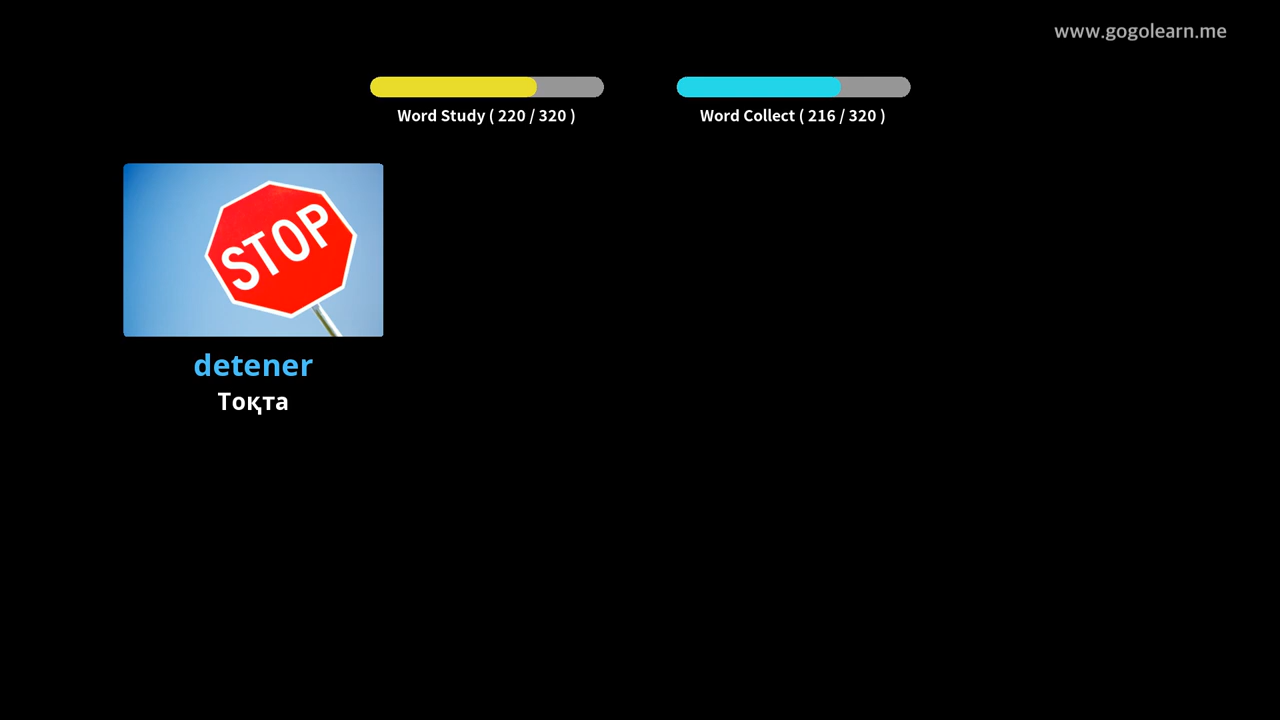 www.gogolearn.me
Word Study ( 220 / 320 )
Word Collect ( 216 / 320 )
STOP
detener
Тоқта